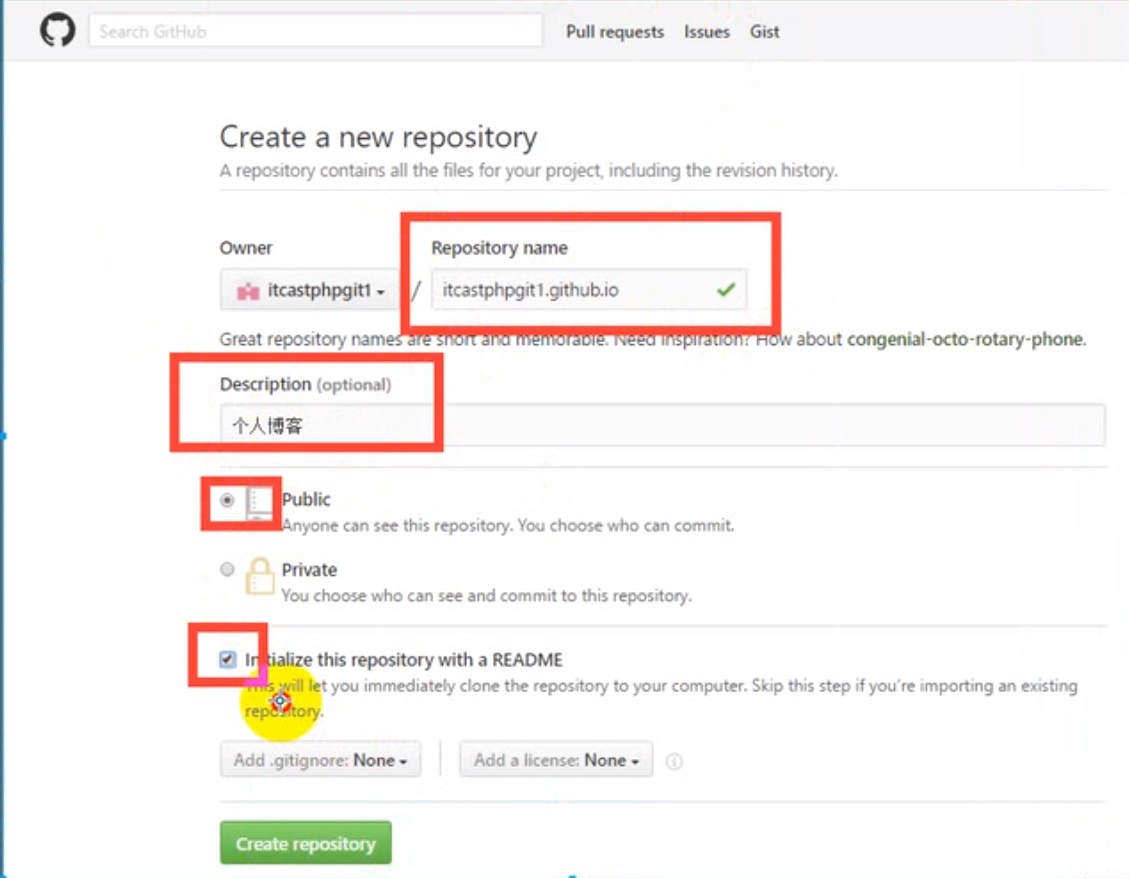 Search GitHub Pull requests Issues Gist
Create a new repository
A repository contains all the files for your project, including the revision history.
Owner Repository name
itcastphpgit1 / itcastphpgit1.github.io
Great repository names are short and memorable. Need inspiration? How about congenial-octo-rotary-phone.
Description (optional)
个人博客
Public
Anyone can see this repository. You choose who can commit.
Private
You choose who can see and commit to this repository.
Initialize this repository with a README
This will let you immediately clone the repository to your computer. Skip this step if you're importing an existing
repository.
Add .gitignore: None Add a license: None
Create repository